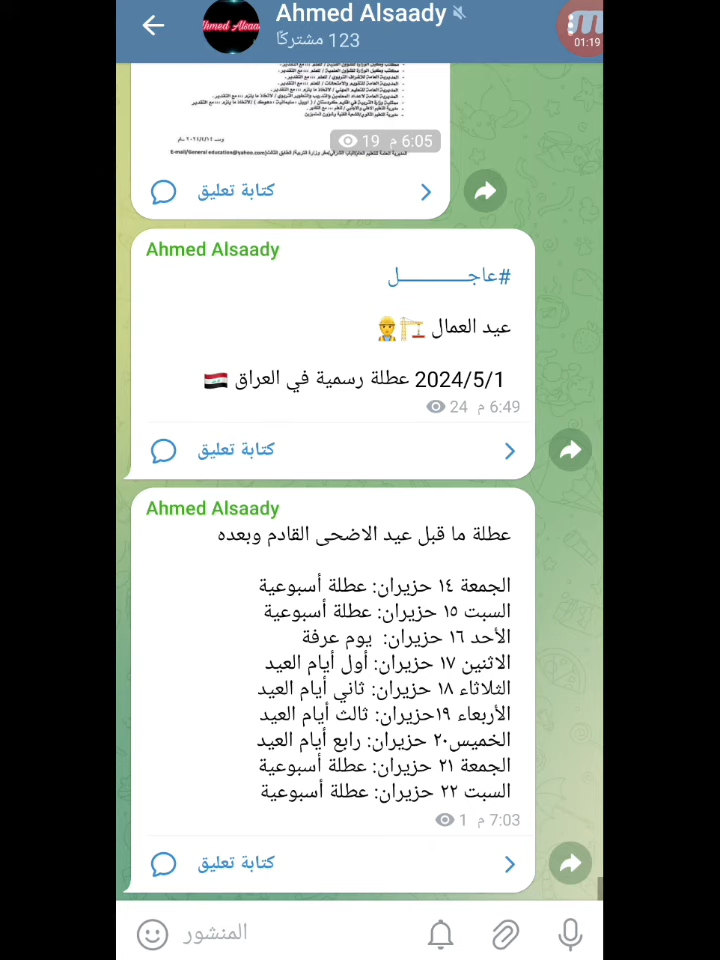 Ahmed Alsaady
123 مشتركًا
01:19
19 6:05 م
كتابة تعليق
Ahmed Alsaady
#عاجــــــــــــل
عيد العمال 🏗👷
2024/5/1 عطلة رسمية في العراق 🇮🇶
24 6:49 م
كتابة تعليق
Ahmed Alsaady
عطلة ما قبل عيد الاضحى القادم وبعده
الجمعة ١٤ حزيران: عطلة أسبوعية
السبت ١٥ حزيران: عطلة أسبوعية
الأحد ١٦ حزيران: يوم عرفة
الاثنين ١٧ حزيران: أول أيام العيد
الثلاثاء ١٨ حزيران: ثاني أيام العيد
الأربعاء ١٩حزيران: ثالث أيام العيد
الخميس٢٠ حزيران: رابع أيام العيد
الجمعة ٢١ حزيران: عطلة أسبوعية
السبت ٢٢ حزيران: عطلة أسبوعية
1 7:03 م
كتابة تعليق
المنشور